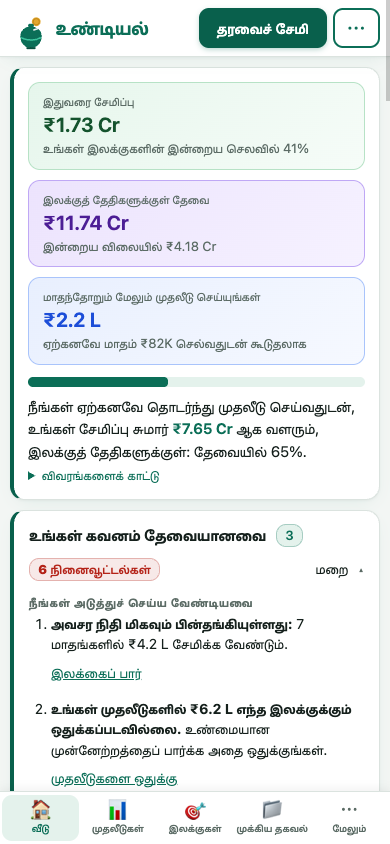 உண்டியல்
தரவைச் சேமி
...
இதுவரை சேமிப்பு
₹1.73 Cr
உங்கள் இலக்குகளின் இன்றைய செலவில் 41%
இலக்குத் தேதிகளுக்குள் தேவை
₹11.74 Cr
இன்றைய விலையில் ₹4.18 Cr
மாதந்தோறும் மேலும் முதலீடு செய்யுங்கள்
₹2.2 L
ஏற்கனவே மாதம் ₹82K செல்வதுடன் கூடுதலாக
நீங்கள் ஏற்கனவே தொடர்ந்து முதலீடு செய்வதுடன்,
உங்கள் சேமிப்பு சுமார் ₹7.65 Cr ஆக வளரும்,
இலக்குத் தேதிகளுக்குள்: தேவையில் 65%.
▶ விவரங்களைக் காட்டு
உங்கள் கவனம் தேவையானவை 3
6 நினைவூட்டல்கள்
மறை ▲
நீங்கள் அடுத்துச் செய்ய வேண்டியவை
1. அவசர நிதி மிகவும் பின்தங்கியுள்ளது: 7
மாதங்களில் ₹4.2 L சேமிக்க வேண்டும்.
இலக்கைப் பார்
2. உங்கள் முதலீடுகளில் ₹6.2 L எந்த இலக்குக்கும்
ஒதுக்கப்படவில்லை. உண்மையான
முன்னேற்றத்தைப் பார்க்க அதை ஒதுக்குங்கள்.
முதலீடுகளை ஒதுக்கு
வீடு
முதலீடுகள்
இலக்குகள்
முக்கிய தகவல்
மேலும்